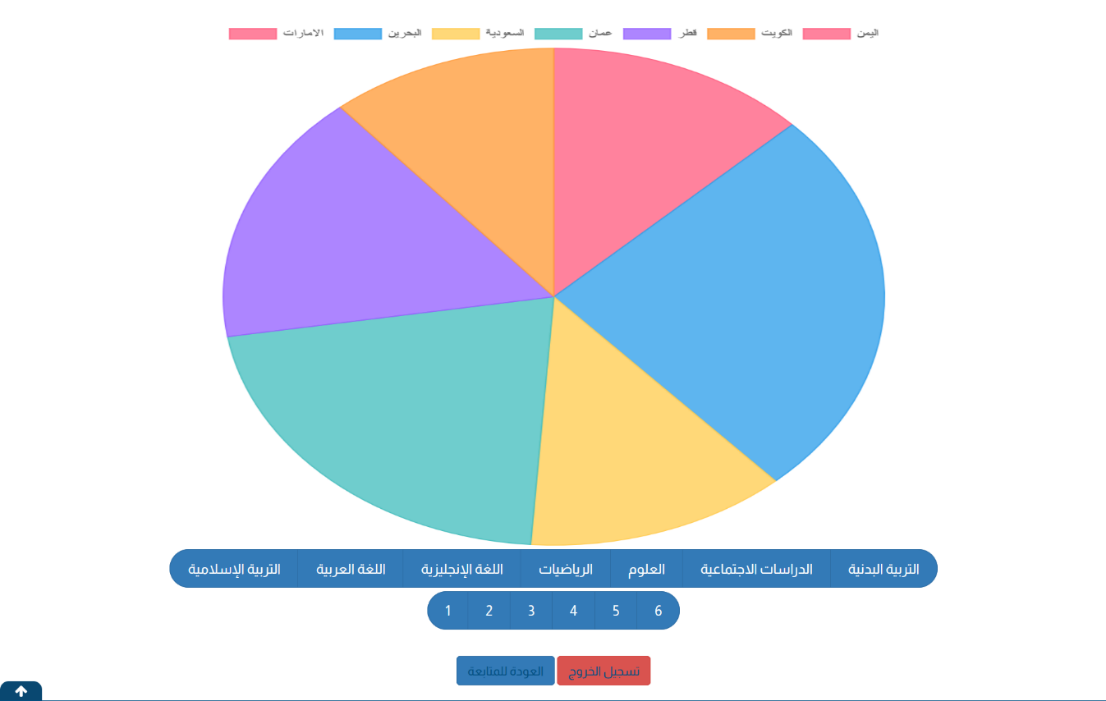 الامارات البحرين السعودية عمان قطر الكويت اليمن
التربية الإسلامية اللغة العربية اللغة الإنجليزية الرياضيات العلوم الدراسات الاجتماعية التربية البدنية
1 2 3 4 5 6
العودة للمتابعة تسجيل الخروج